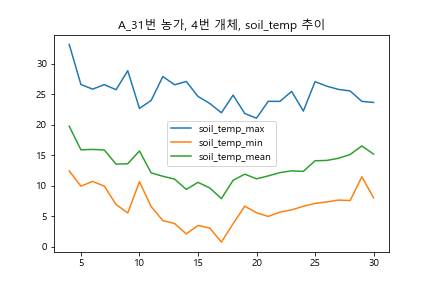 A_31번 농가, 4번 개체, soil_temp 추이
30
25
20
15
10
5
0
soil_temp_max
soil_temp_min
soil_temp_mean
5 10 15 20 25 30